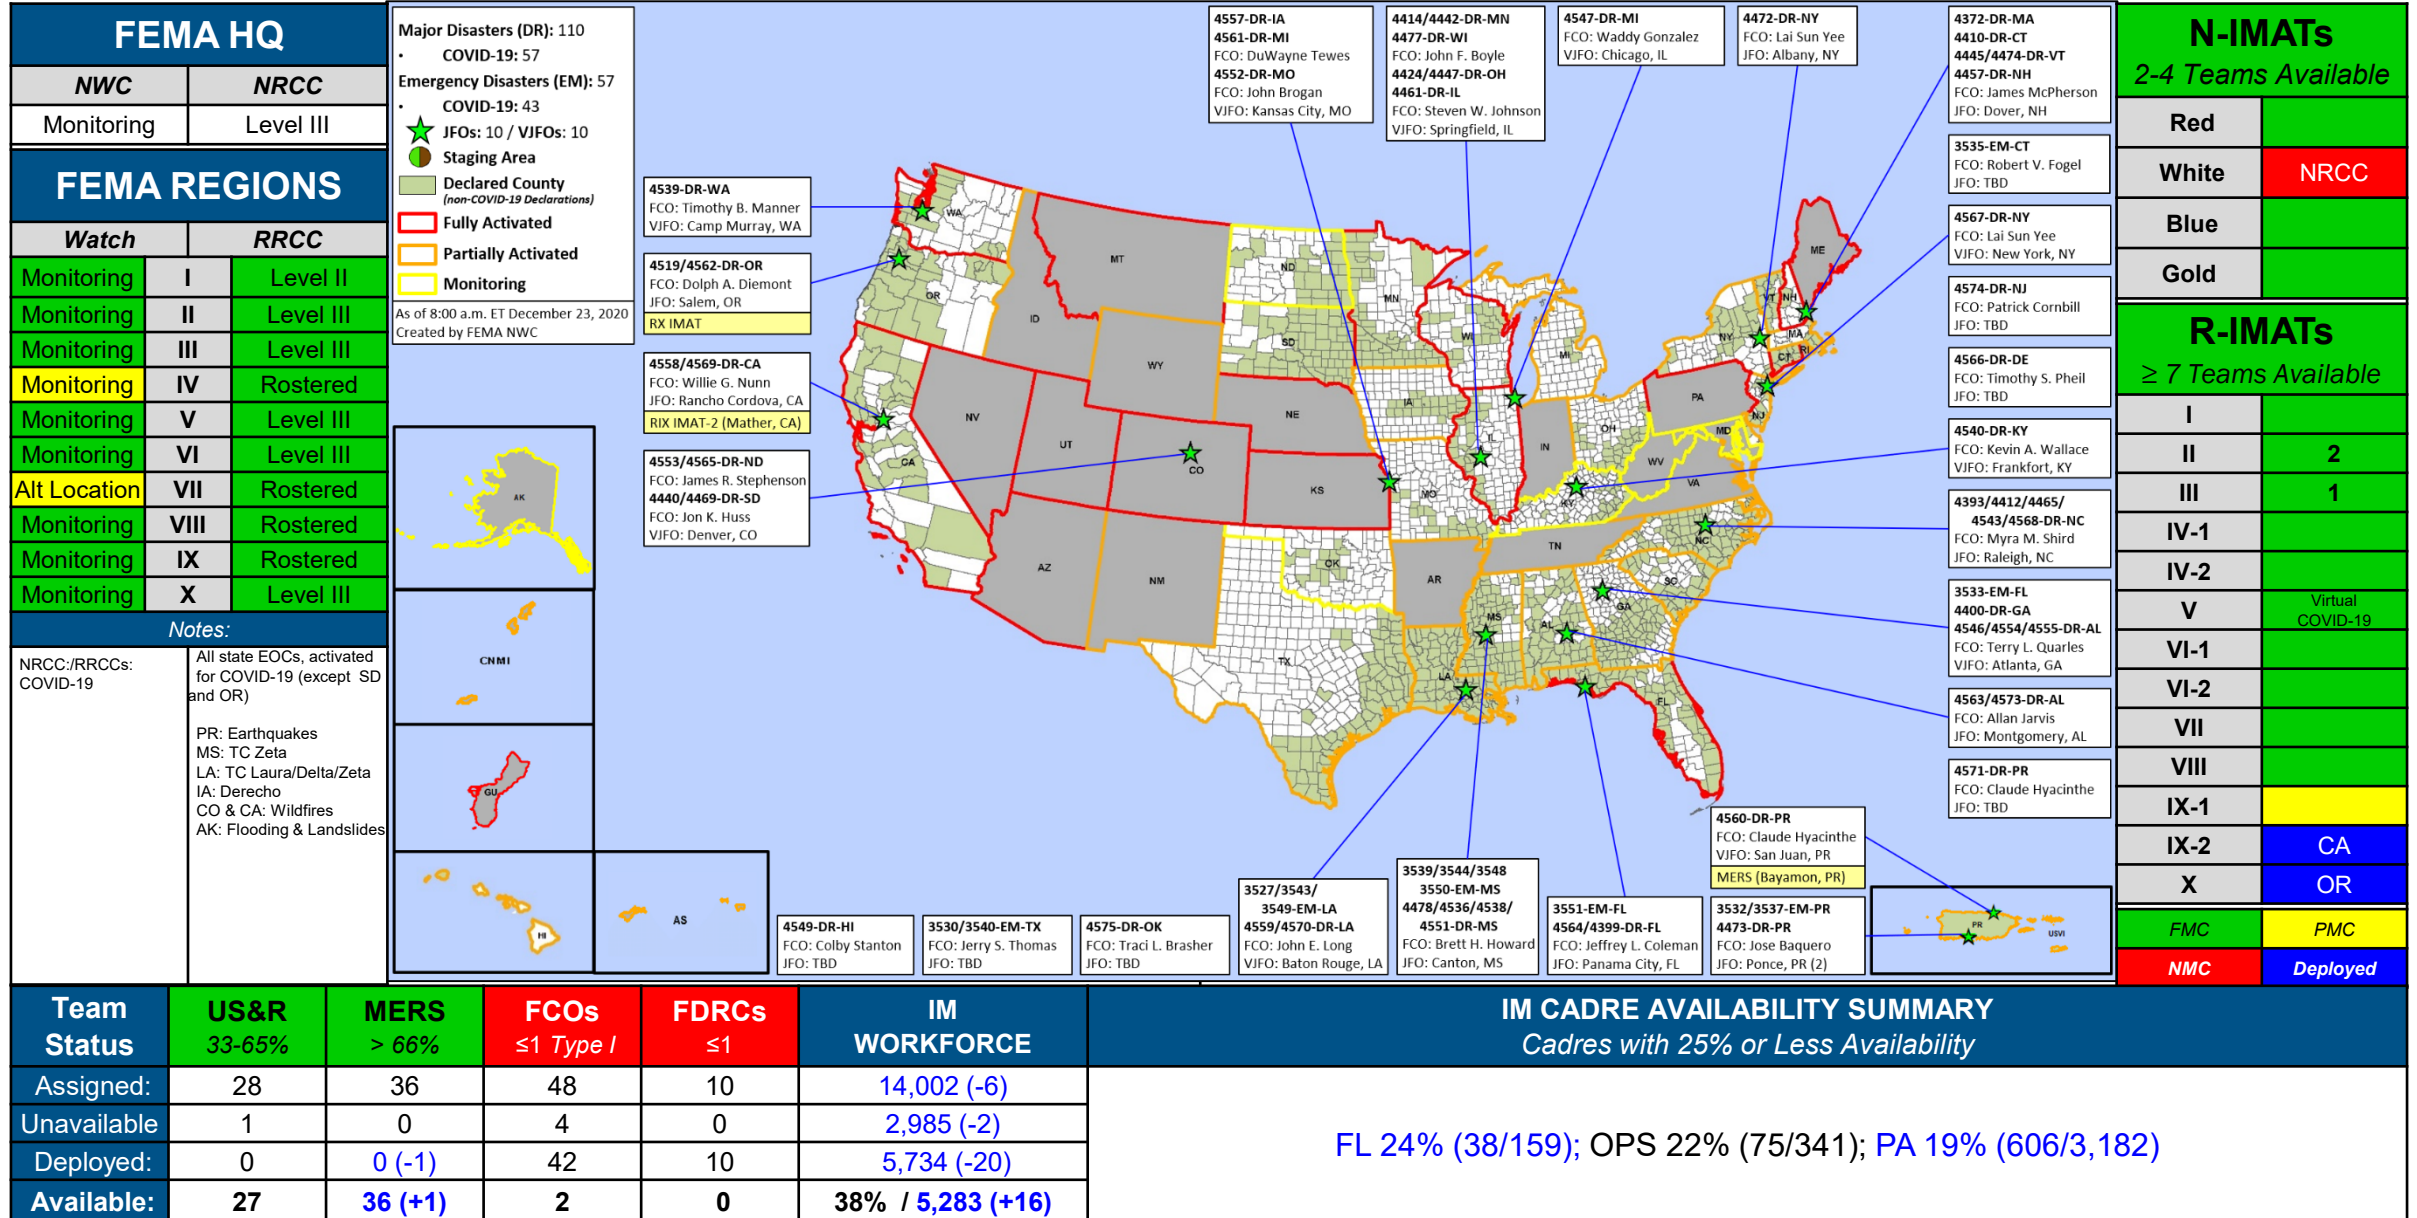 FEMA HQ
NWC NRCC
Monitoring Level III
FEMA REGIONS
Watch RRCC
Monitoring I Level II
Monitoring II Level III
Monitoring III Level III
Monitoring IV Rostered
Monitoring V Level III
Monitoring VI Level III
Alt Location VII Rostered
Monitoring VIII Rostered
Monitoring IX Rostered
Monitoring X Level III
Notes:
NRCC:/RRCCs:
COVID-19
All state EOCs, activated
for COVID-19 (except SD
and OR)
PR: Earthquakes
MS: TC Zeta
LA: TC Laura/Delta/Zeta
IA: Derecho
CO & CA: Wildfires
AK: Flooding & Landslides
Major Disasters (DR): 110
· COVID-19: 57
Emergency Disasters (EM): 57
· COVID-19: 43
JFOs: 10 / VJFOs: 10
Staging Area
Declared County
(non-COVID-19 Declarations)
Fully Activated
Partially Activated
Monitoring
As of 8:00 a.m. ET December 23, 2020
Created by FEMA NWC
4539-DR-WA
FCO: Timothy B. Manner
VJFO: Camp Murray, WA
4519/4562-DR-OR
FCO: Dolph A. Diemont
JFO: Salem, OR
RX IMAT
4558/4569-DR-CA
FCO: Willie G. Nunn
JFO: Rancho Cordova, CA
RIX IMAT-2 (Mather, CA)
4553/4565-DR-ND
FCO: James R. Stephenson
4440/4469-DR-SD
FCO: Jon K. Huss
VJFO: Denver, CO
4557-DR-IA
4561-DR-MI
FCO: DuWayne Tewes
4552-DR-MO
FCO: John Brogan
VJFO: Kansas City, MO
4414/4442-DR-MN
4477-DR-WI
FCO: John F. Boyle
4424/4447-DR-OH
4461-DR-IL
FCO: Steven W. Johnson
VJFO: Springfield, IL
4547-DR-MI
FCO: Waddy Gonzalez
VJFO: Chicago, IL
4472-DR-NY
FCO: Lai Sun Yee
JFO: Albany, NY
4372-DR-MA
4410-DR-CT
4445/4474-DR-VT
4457-DR-NH
FCO: James McPherson
JFO: Dover, NH
3535-EM-CT
FCO: Robert V. Fogel
JFO: TBD
4567-DR-NY
FCO: Lai Sun Yee
VJFO: New York, NY
4574-DR-NJ
FCO: Patrick Cornbill
JFO: TBD
4566-DR-DE
FCO: Timothy S. Pheil
JFO: TBD
4540-DR-KY
FCO: Kevin A. Wallace
VJFO: Frankfort, KY
4393/4412/4465/
4543/4568-DR-NC
FCO: Myra M. Shird
JFO: Raleigh, NC
3533-EM-FL
4400-DR-GA
4546/4554/4555-DR-AL
FCO: Terry L. Quarles
VJFO: Atlanta, GA
4563/4573-DR-AL
FCO: Allan Jarvis
JFO: Montgomery, AL
4571-DR-PR
FCO: Claude Hyacinthe
JFO: TBD
4560-DR-PR
FCO: Claude Hyacinthe
VJFO: San Juan, PR
MERS (Bayamon, PR)
3532/3537-EM-PR
4473-DR-PR
FCO: Jose Baquero
JFO: Ponce, PR (2)
3551-EM-FL
4564/4399-DR-FL
FCO: Jeffrey L. Coleman
JFO: Panama City, FL
3539/3544/3548
3550-EM-MS
4478/4536/4538/
4551-DR-MS
FCO: Brett H. Howard
JFO: Canton, MS
3527/3543/
3549-EM-LA
4559/4570-DR-LA
FCO: John E. Long
VJFO: Baton Rouge, LA
4575-DR-OK
FCO: Traci L. Brasher
JFO: TBD
3530/3540-EM-TX
FCO: Jerry S. Thomas
JFO: TBD
4549-DR-HI
FCO: Colby Stanton
JFO: TBD
WA
MT
ND
MN
ME
VT
NH
OR
ID
SD
WI
MI
NY
MA
CT
RI
WY
NE
IA
PA
NJ
NV
UT
CO
IL
IN
OH
MD
WV
VA
CA
KS
MO
KY
AZ
NM
OK
AR
TN
NC
SC
TX
LA
MS
AL
GA
FL
AK
CNMI
GU
HI
AS
PR
USVI
N-IMATs
2-4 Teams Available
Red
White NRCC
Blue
Gold
R-IMATs
≥ 7 Teams Available
I
II 2
III 1
IV-1
IV-2
V Virtual
COVID-19
VI-1
VI-2
VII
VIII
IX-1
IX-2 CA
X OR
FMC PMC
NMC Deployed
Team
Status
US&R
33-65%
MERS
> 66%
FCOs
≤1 Type I
FDRCs
≤1
IM
WORKFORCE
IM CADRE AVAILABILITY SUMMARY
Cadres with 25% or Less Availability
Assigned: 28 36 48 10 14,002 (-6)
Unavailable 1 0 4 0 2,985 (-2)
Deployed: 0 0 (-1) 42 10 5,734 (-20)
Available: 27 36 (+1) 2 0 38% / 5,283 (+16)
FL 24% (38/159); OPS 22% (75/341); PA 19% (606/3,182)